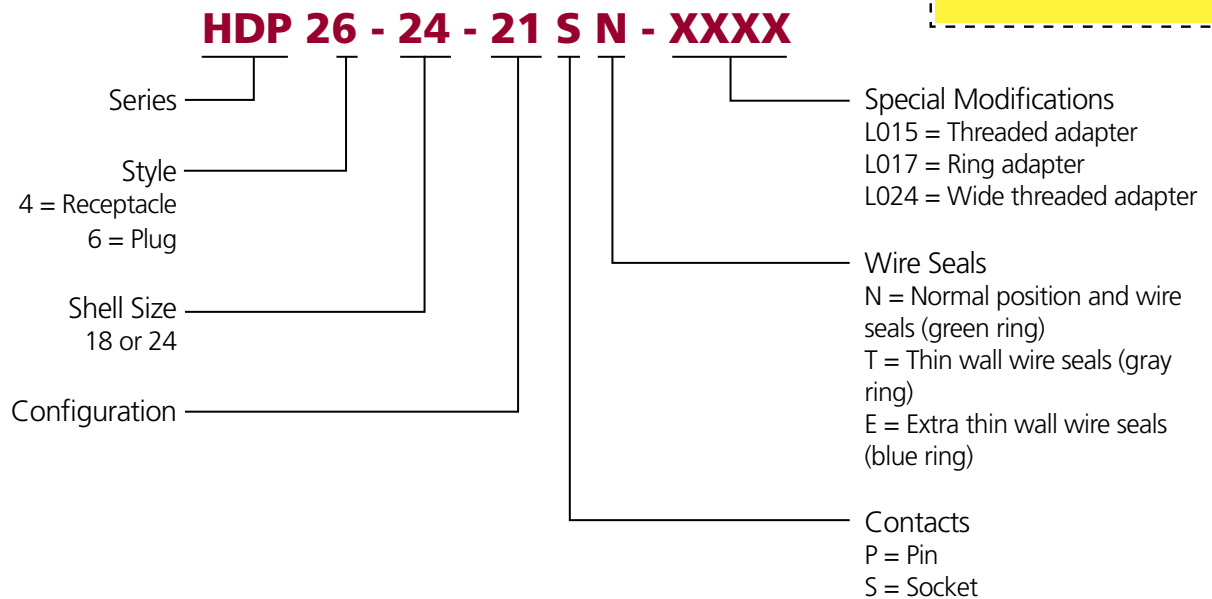 HDP 26 - 24 - 21 S N - XXXX
Series
Style
4 = Receptacle
6 = Plug
Shell Size
18 or 24
Configuration
Special Modifications
L015 = Threaded adapter
L017 = Ring adapter
L024 = Wide threaded adapter
Wire Seals
N = Normal position and wire
seals (green ring)
T = Thin wall wire seals (gray
ring)
E = Extra thin wall wire seals
(blue ring)
Contacts
P = Pin
S = Socket